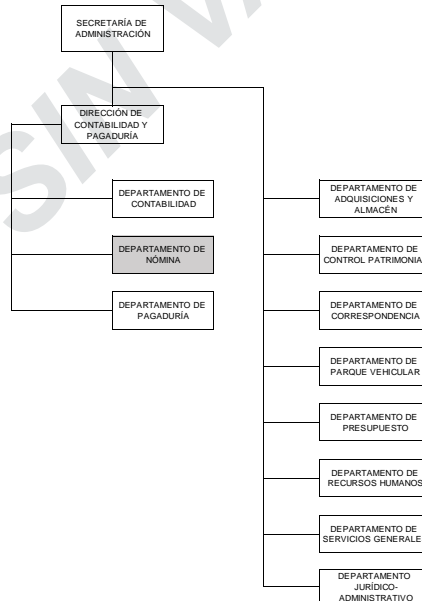 SECRETARÍA DE
ADMINISTRACIÓN
DIRECCIÓN DE
CONTABILIDAD Y
PAGADURÍA
DEPARTAMENTO DE
CONTABILIDAD
DEPARTAMENTO DE
NÓMINA
DEPARTAMENTO DE
PAGADURÍA
DEPARTAMENTO DE
ADQUISICIONES Y
ALMACÉN
DEPARTAMENTO DE
CONTROL PATRIMONIA
DEPARTAMENTO DE
CORRESPONDENCIA
DEPARTAMENTO DE
PARQUE VEHICULAR
DEPARTAMENTO DE
PRESUPUESTO
DEPARTAMENTO DE
RECURSOS HUMANOS
DEPARTAMENTO DE
SERVICIOS GENERALE
DEPARTAMENTO
JURÍDICO-
ADMINISTRATIVO
SIN VA